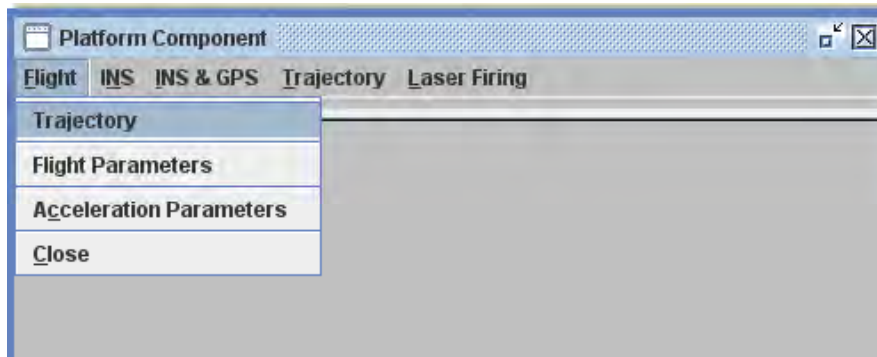 Platform Component
Flight INS INS & GPS Trajectory Laser Firing
Trajectory
Flight Parameters
Acceleration Parameters
Close